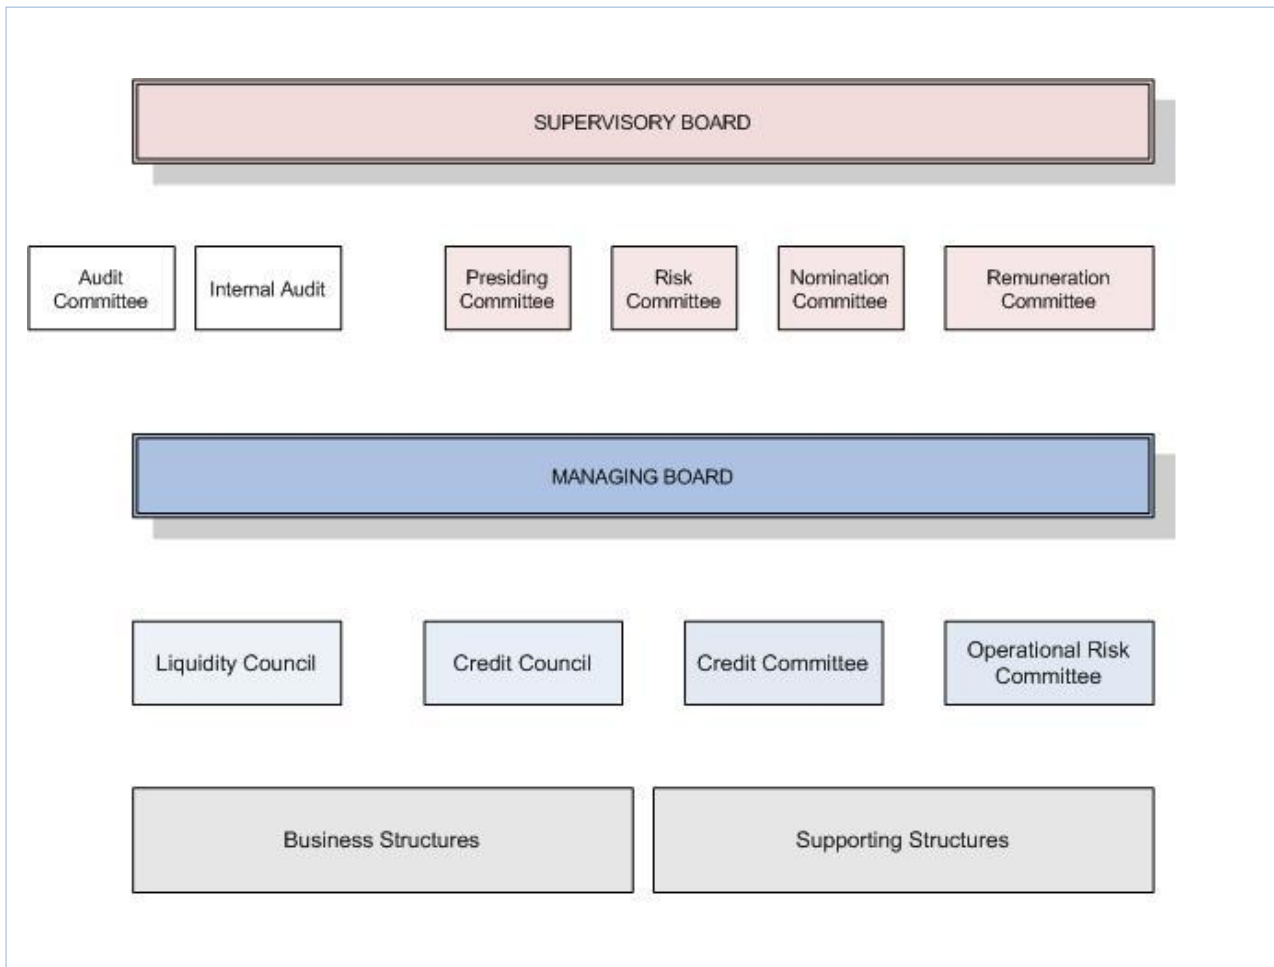 SUPERVISORY BOARD
Audit
Committee
Internal Audit
Presiding
Committee
Risk
Committee
Nomination
Committee
Remuneration
Committee
MANAGING BOARD
Liquidity Council
Credit Council
Credit Committee
Operational Risk
Committee
Business Structures
Supporting Structures